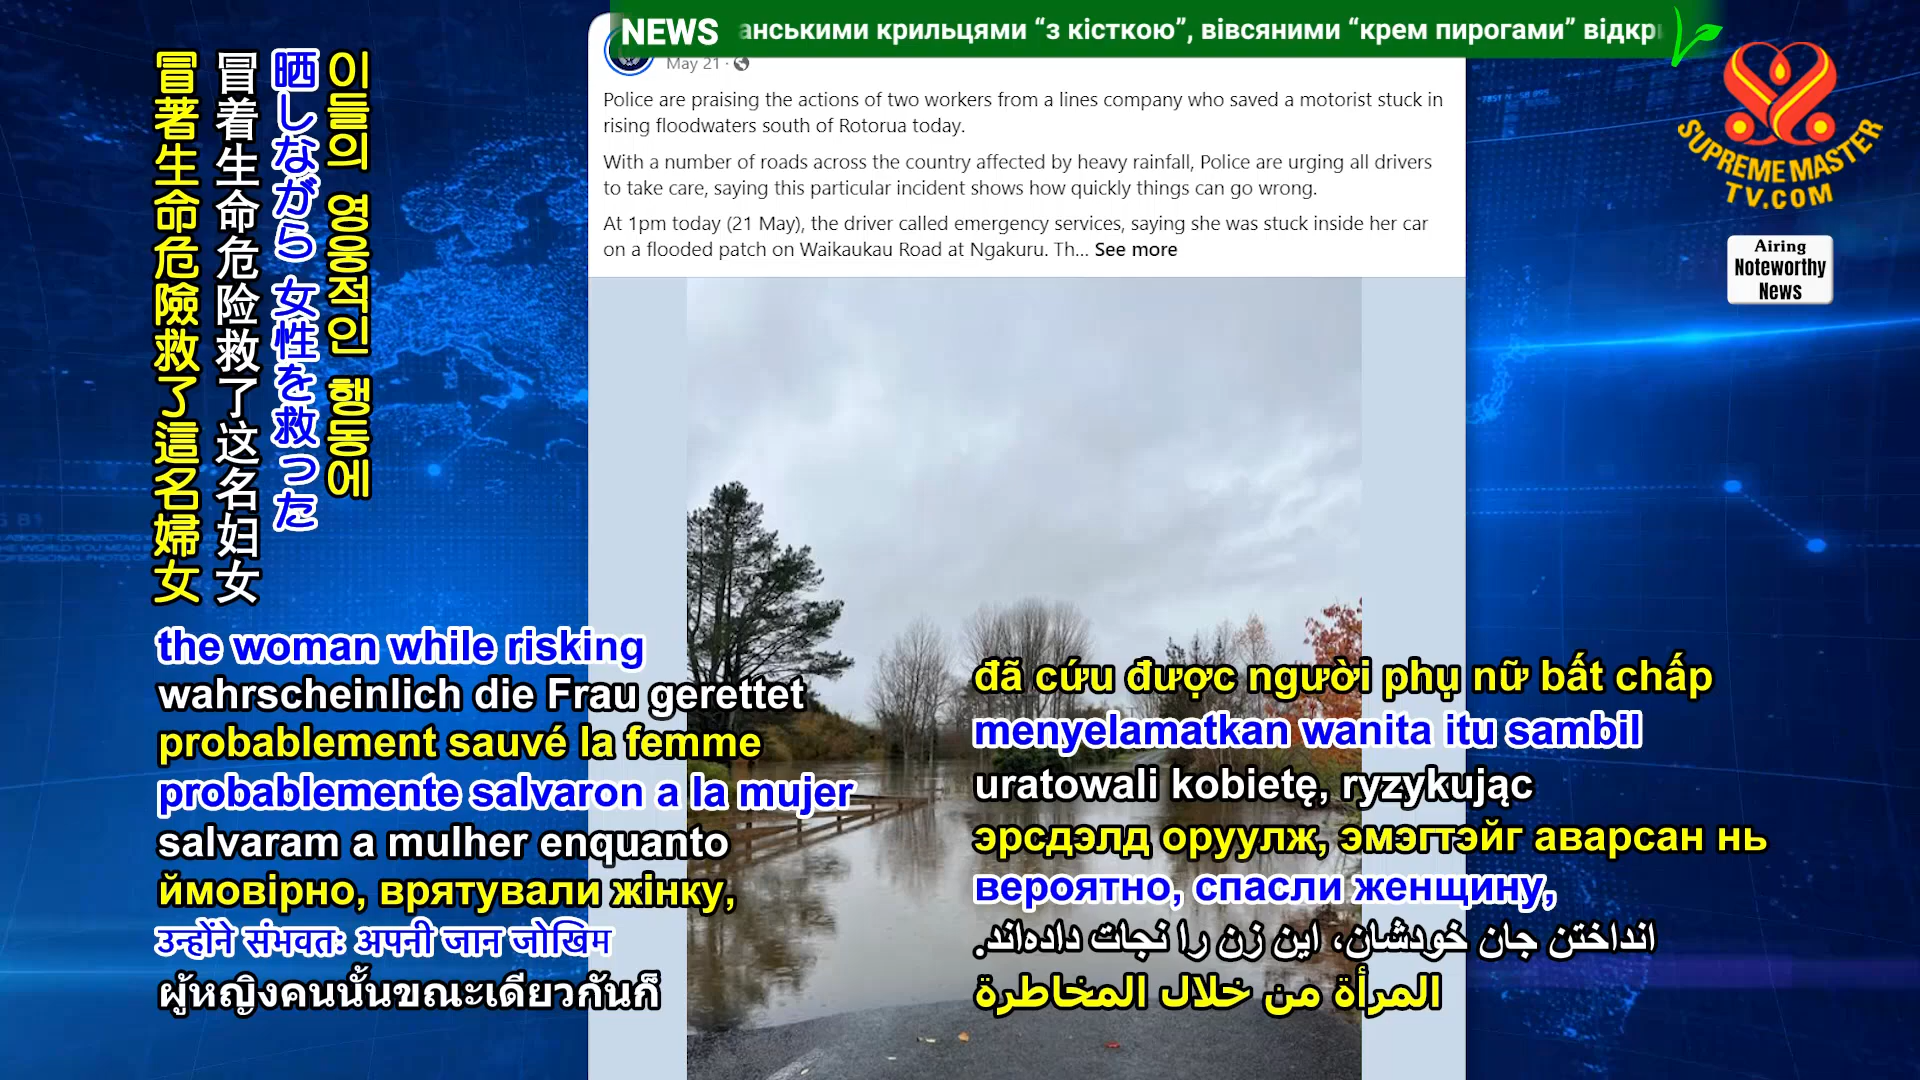 NEWS
анськими крильцями “з кісткою”, вівсяними “крем пирогами” відкр
May 21 ·
Police are praising the actions of two workers from a lines company who saved a motorist stuck in
rising floodwaters south of Rotorua today.
With a number of roads across the country affected by heavy rainfall, Police are urging all drivers
to take care, saying this particular incident shows how quickly things can go wrong.
At 1pm today (21 May), the driver called emergency services, saying she was stuck inside her car
on a flooded patch on Waikaukau Road at Ngakuru. Th... See more
SUPREME MASTER
TV.COM
Airing
Noteworthy
News
이들의 영웅적인 행동에
晒しながら 女性を救った
冒着生命危险救了这名妇女
冒著生命危險救了這名婦女
the woman while risking
wahrscheinlich die Frau gerettet
probablement sauvé la femme
probablemente salvaron a la mujer
salvaram a mulher enquanto
ймовірно, врятували жінку,
उन्होंने संभवतः अपनी जान जोखिम
ผู้หญิงคนนั้นขณะเดียวกันก็
đã cứu được người phụ nữ bất chấp
menyelamatkan wanita itu sambil
uratowali kobietę, ryzykując
эрсдэлд оруулж, эмэгтэйг аварсан нь
вероятно, спасли женщину,
انداختن جان خودشان، این زن را نجات داده‌اند.
المرأة من خلال المخاطرة